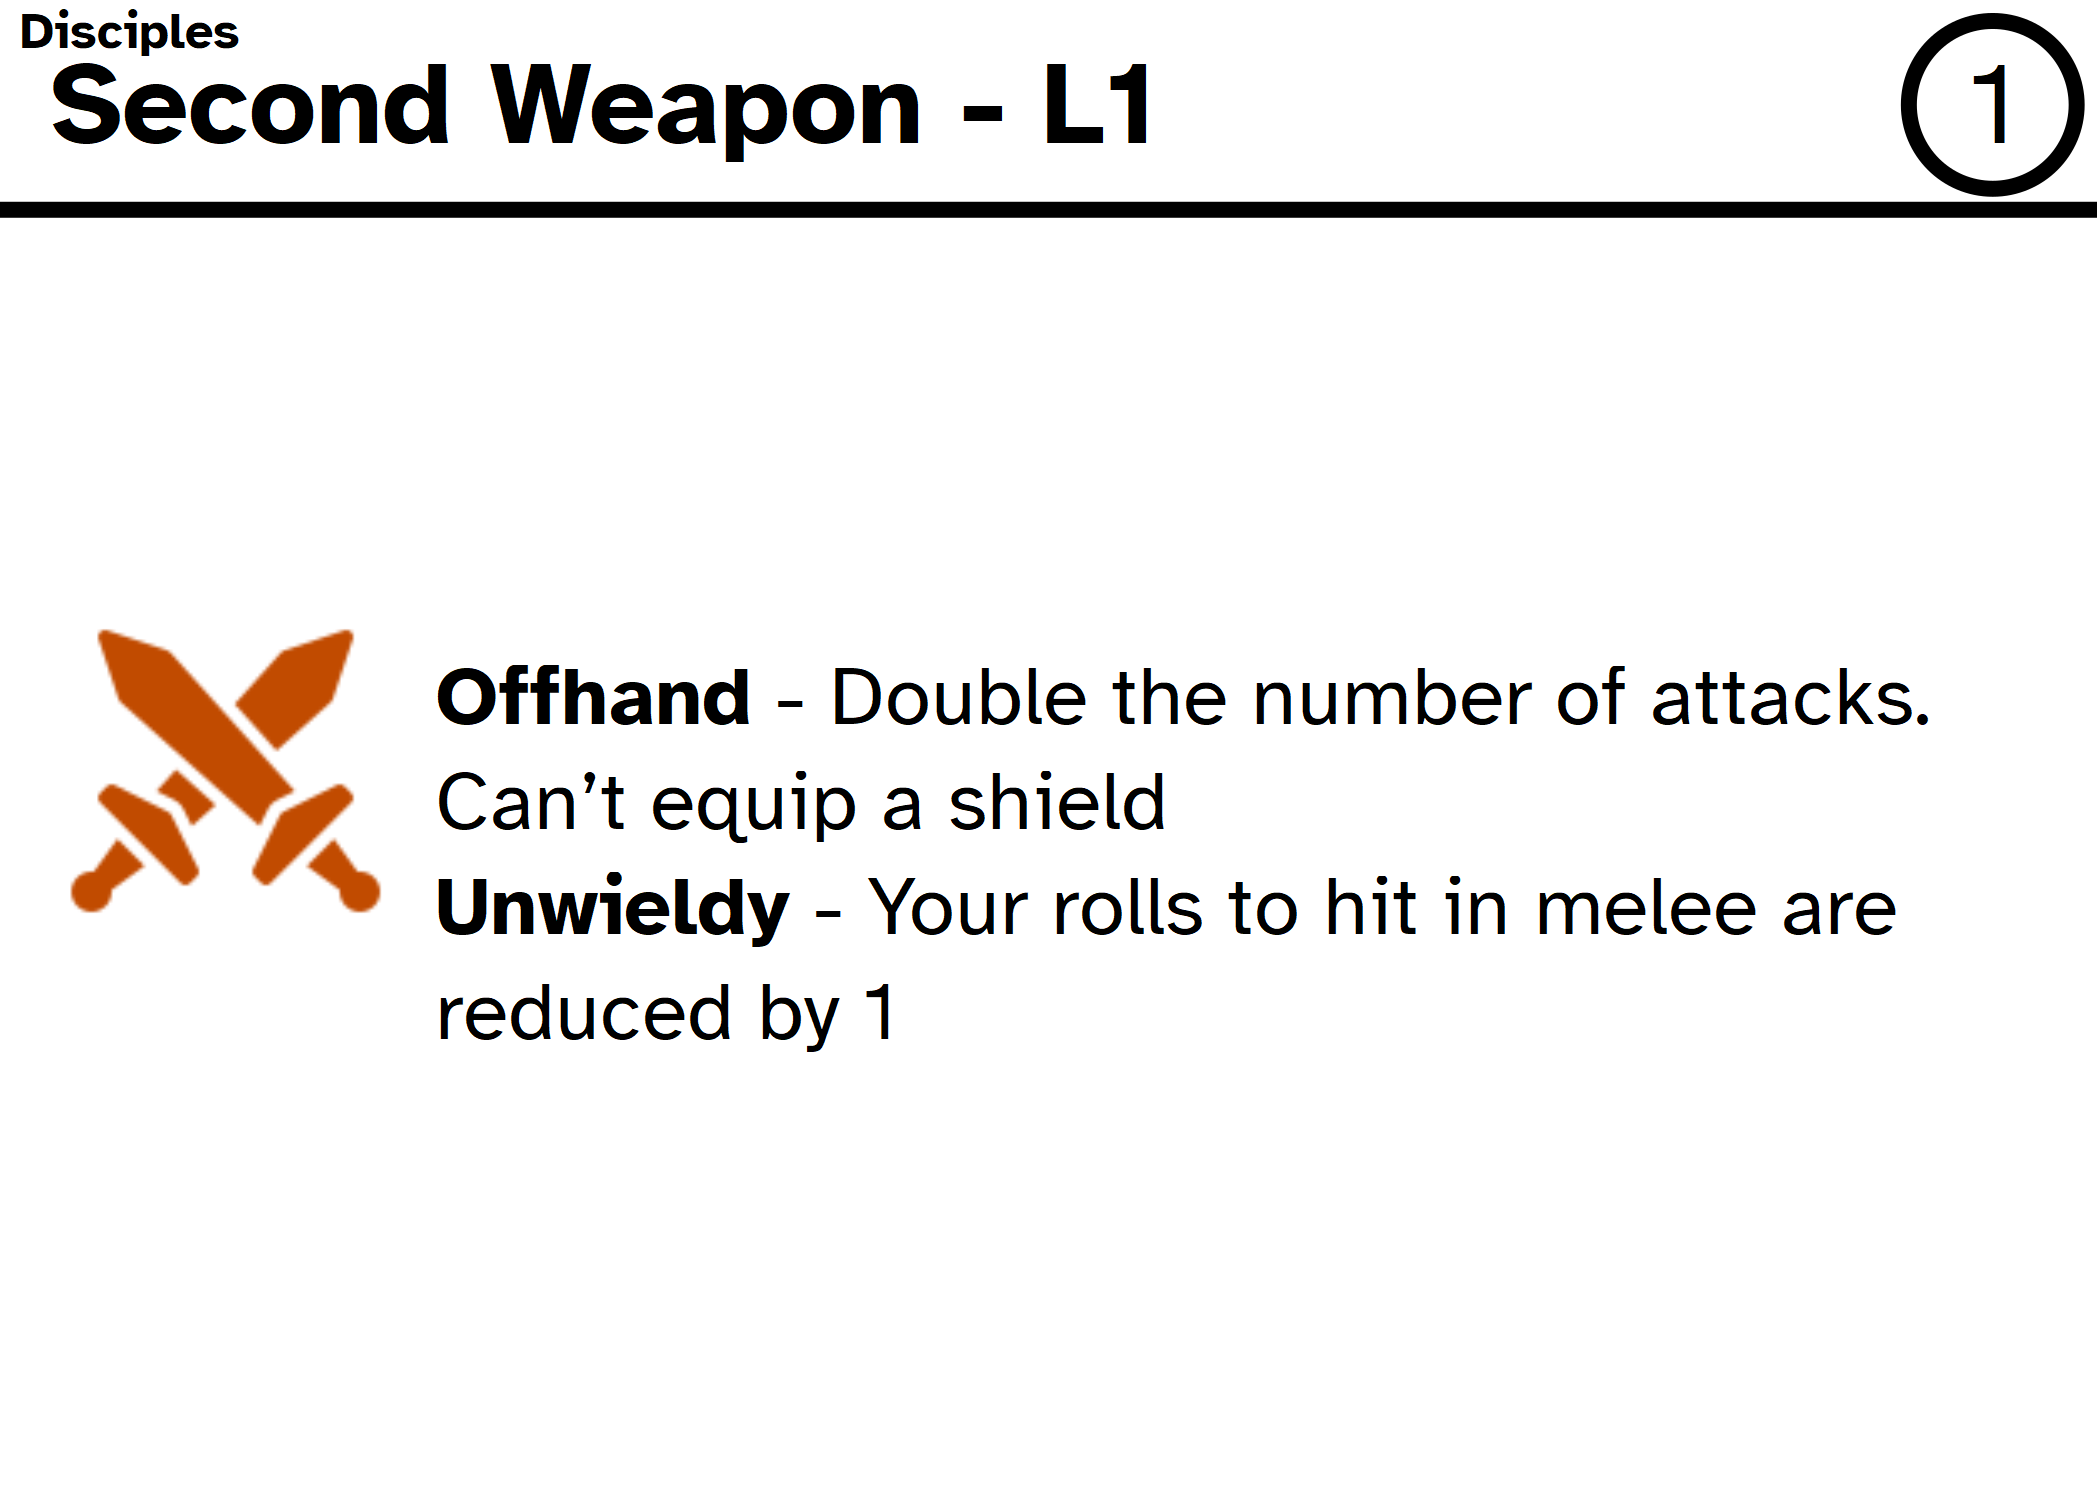 Disciples
Second Weapon - L1
1
Offhand - Double the number of attacks.
Can’t equip a shield
Unwieldy - Your rolls to hit in melee are
reduced by 1